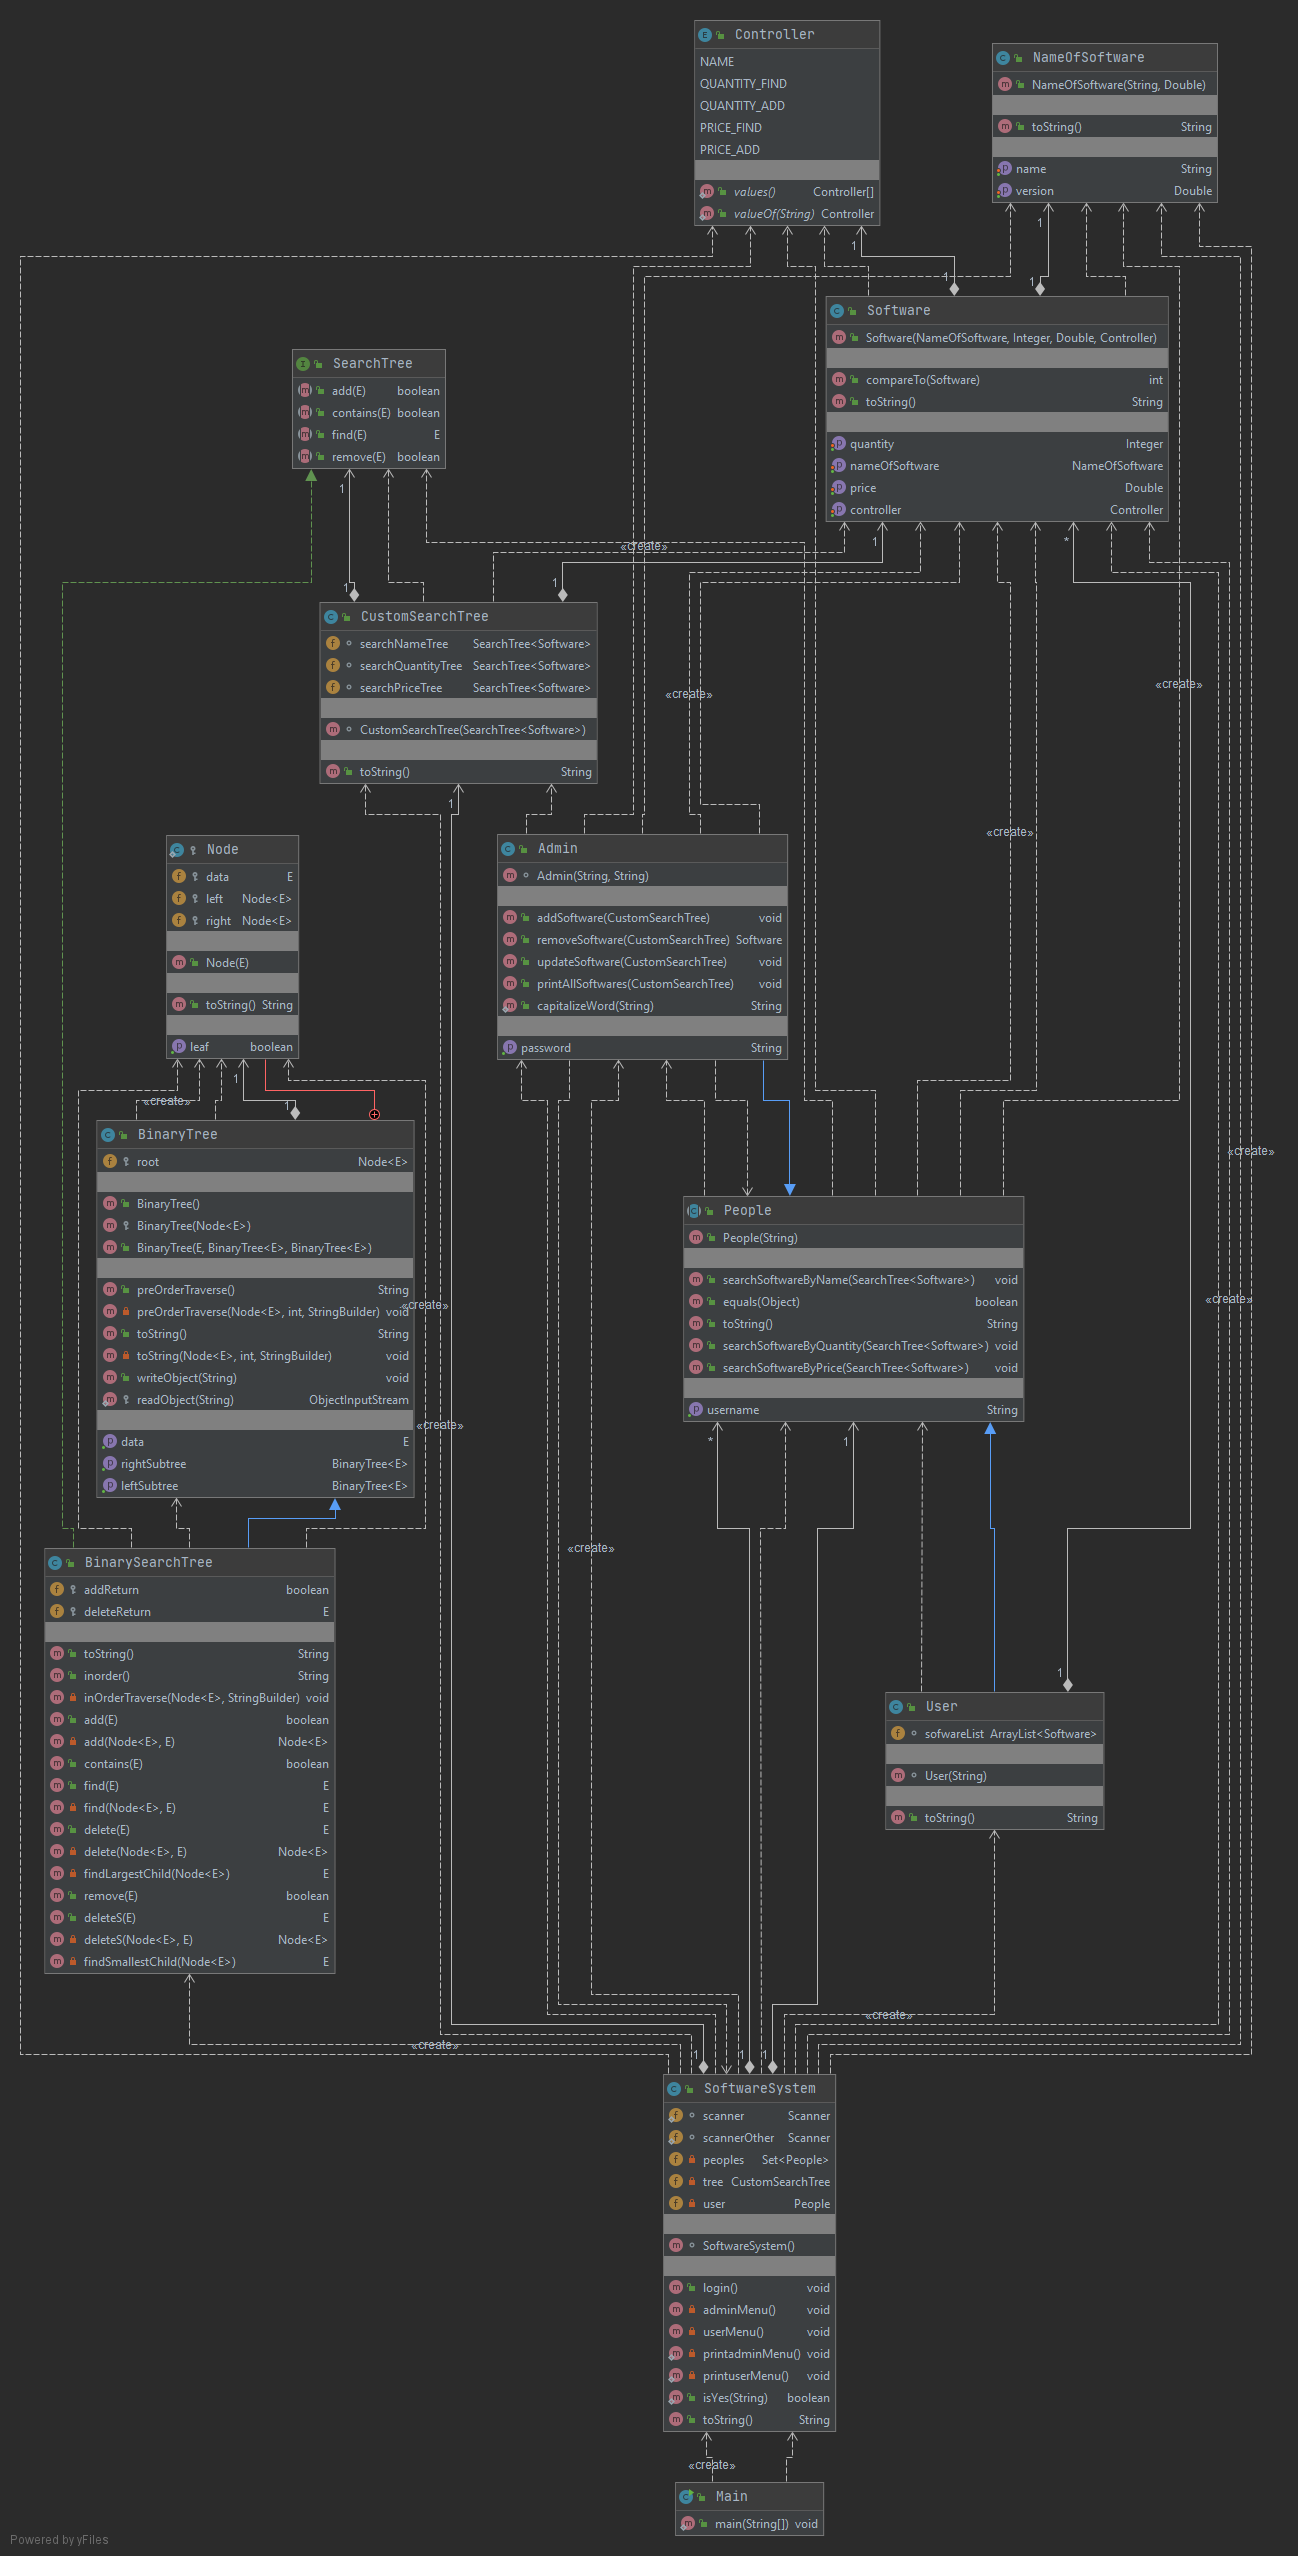 Controller
NAME
QUANTITY_FIND
QUANTITY_ADD
PRICE_FIND
PRICE_ADD
values() Controller[]
valueOf(String) Controller
NameOfSoftware
NameOfSoftware(String, Double)
toString() String
name String
version Double
1
1
1
1
Software
Software(NameOfSoftware, Integer, Double, Controller)
compareTo(Software) int
toString() String
quantity Integer
nameOfSoftware NameOfSoftware
price Double
controller Controller
SearchTree
add(E) boolean
contains(E) boolean
find(E) E
remove(E) boolean
1
1
*
«create»
1
1
CustomSearchTree
searchNameTree SearchTree<Software>
searchQuantityTree SearchTree<Software>
searchPriceTree SearchTree<Software>
CustomSearchTree(SearchTree<Software>)
toString() String
«create»
«create»
1
«create»
Node
data E
left Node<E>
right Node<E>
Node(E)
toString() String
leaf boolean
Admin
Admin(String, String)
addSoftware(CustomSearchTree) void
removeSoftware(CustomSearchTree) Software
updateSoftware(CustomSearchTree) void
printAllSoftwares(CustomSearchTree) void
capitalizeWord(String) String
password String
1
«create»
1
BinaryTree
root Node<E>
BinaryTree()
BinaryTree(Node<E>)
BinaryTree(E, BinaryTree<E>, BinaryTree<E>)
preOrderTraverse() String
preOrderTraverse(Node<E>, int, StringBuilder) void
toString() String
toString(Node<E>, int, StringBuilder) void
writeObject(String) void
readObject(String) ObjectInputStream
data E
rightSubtree BinaryTree<E>
leftSubtree BinaryTree<E>
«create»
«create»
«create»
«create»
People
People(String)
searchSoftwareByName(SearchTree<Software>) void
equals(Object) boolean
toString() String
searchSoftwareByQuantity(SearchTree<Software>) void
searchSoftwareByPrice(SearchTree<Software>) void
username String
*
1
«create»
BinarySearchTree
addReturn boolean
deleteReturn E
toString() String
inorder() String
inOrderTraverse(Node<E>, StringBuilder) void
add(E) boolean
add(Node<E>, E) Node<E>
contains(E) boolean
find(E) E
find(Node<E>, E) E
delete(E) E
delete(Node<E>, E) Node<E>
findLargestChild(Node<E>) E
remove(E) boolean
deleteS(E) E
deleteS(Node<E>, E) Node<E>
findSmallestChild(Node<E>) E
1
User
sofwareList ArrayList<Software>
User(String)
toString() String
«create»
«create»
1
1
1
SoftwareSystem
scanner Scanner
scannerOther Scanner
peoples Set<People>
tree CustomSearchTree
user People
SoftwareSystem()
login() void
adminMenu() void
userMenu() void
printadminMenu() void
printuserMenu() void
isYes(String) boolean
toString() String
«create»
Main
main(String[]) void
Powered by yFiles